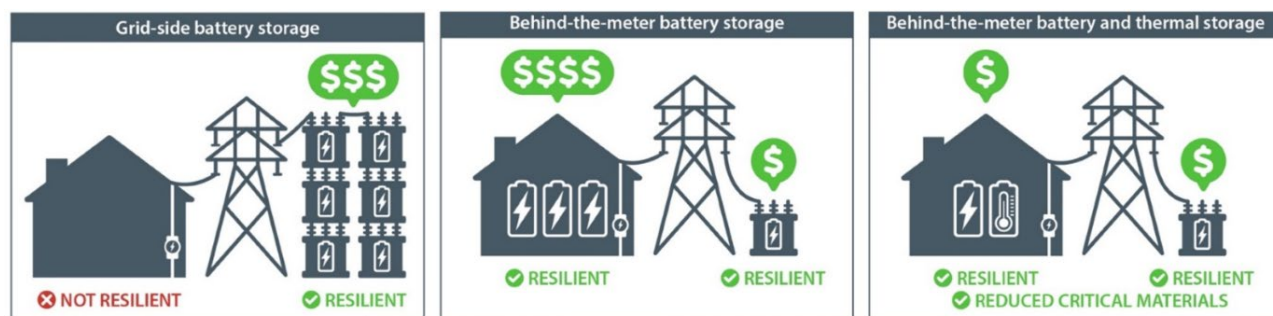 Grid-side battery storage
$$$
NOT RESILIENT
RESILIENT
Behind-the-meter battery storage
$$$$
$
RESILIENT
RESILIENT
Behind-the-meter battery and thermal storage
$
$
RESILIENT
RESILIENT
REDUCED CRITICAL MATERIALS